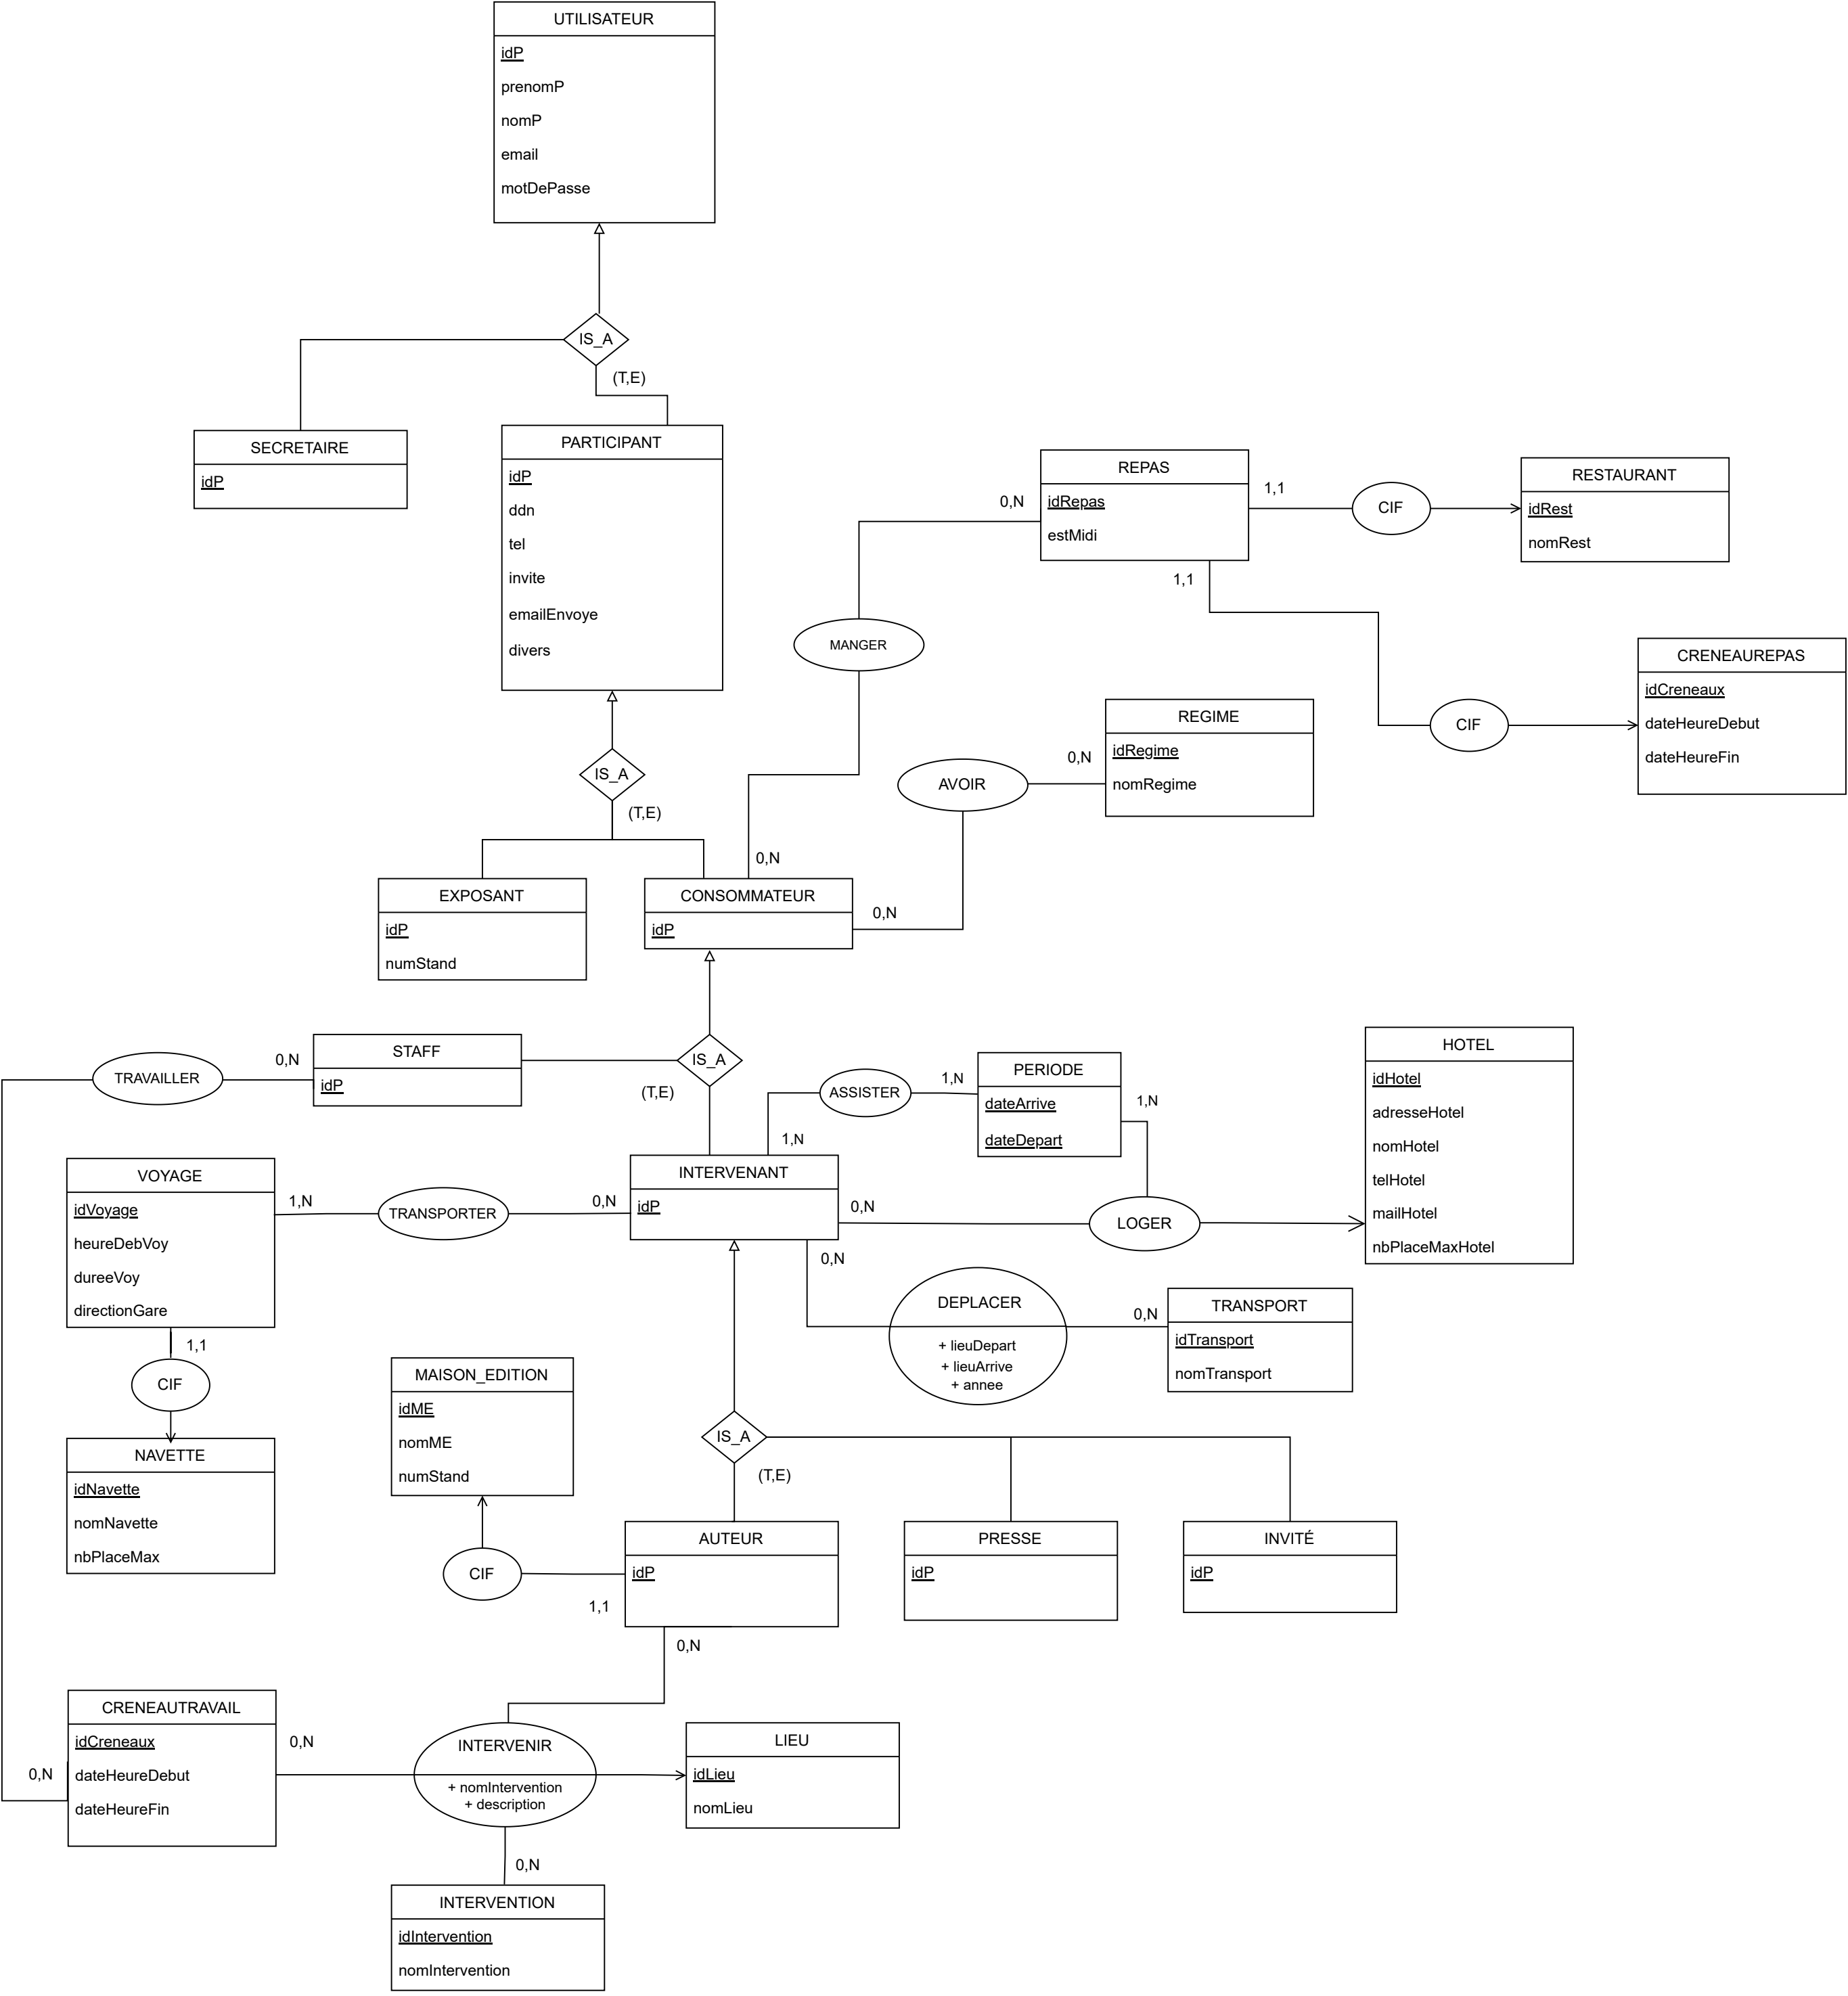 UTILISATEUR
idP
prenomP
nomP
email
motDePasse
IS_A
(T,E)
SECRETAIRE
idP
PARTICIPANT
idP
ddn
tel
invite
emailEnvoye
divers
REPAS
idRepas
estMidi
0,N
1,1
CIF
RESTAURANT
idRest
nomRest
1,1
CIF
CRENEAUREPAS
idCreneaux
dateHeureDebut
dateHeureFin
MANGER
REGIME
idRegime
nomRegime
0,N
AVOIR
IS_A
(T,E)
0,N
0,N
EXPOSANT
idP
numStand
CONSOMMATEUR
idP
TRAVAILLER
0,N
STAFF
idP
IS_A
(T,E)
ASSISTER
1,N
1,N
PERIODE
dateArrive
dateDepart
1,N
HOTEL
idHotel
adresseHotel
nomHotel
telHotel
mailHotel
nbPlaceMaxHotel
VOYAGE
idVoyage
heureDebVoy
dureeVoy
directionGare
1,N
TRANSPORTER
0,N
INTERVENANT
idP
0,N
LOGER
0,N
DEPLACER
+ lieuDepart
+ lieuArrive
+ annee
0,N
TRANSPORT
idTransport
nomTransport
1,1
CIF
NAVETTE
idNavette
nomNavette
nbPlaceMax
MAISON_EDITION
idME
nomME
numStand
IS_A
(T,E)
CIF
1,1
AUTEUR
idP
PRESSE
idP
INVITÉ
idP
0,N
CRENEAUTRAVAIL
idCreneaux
dateHeureDebut
dateHeureFin
0,N
0,N
INTERVENIR
+ nomIntervention
+ description
LIEU
idLieu
nomLieu
0,N
INTERVENTION
idIntervention
nomIntervention